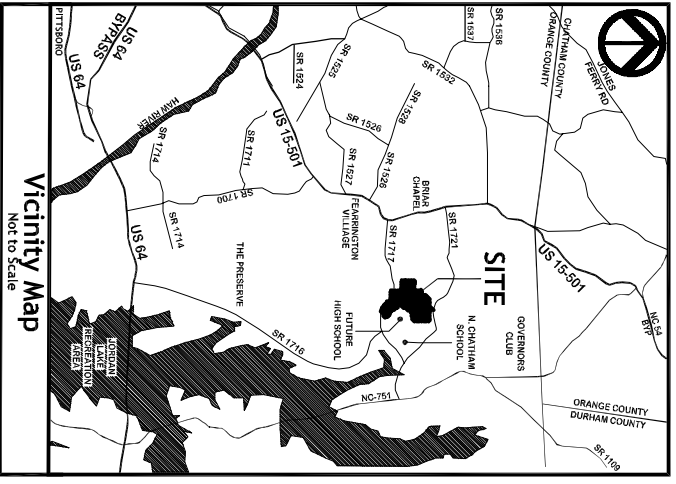 Vicinity Map
Not to Scale
PITTSBORO
US 64
BYPASS
US 64
HAW RIVER
SR 1714
SR 1714
US 64
SR 1711
SR 1700
SR 1524
SR 1525
US 15-501
SR 1526
SR 1527
SR 1528
SR 1526
SR 1532
SR 1537
SR 1536
CHATHAM COUNTY
ORANGE COUNTY
JONES
FERRY RD
BRIAR
CHAPEL
FEARRINGTON
VILLAGE
SR 1717
SR 1721
SITE
US 15-501
NC 54
BYP
THE PRESERVE
FUTURE
HIGH SCHOOL
N. CHATHAM
SCHOOL
GOVERNORS
CLUB
SR 1716
NC-751
JORDAN
LAKE
RECREATION
AREA
ORANGE COUNTY
DURHAM COUNTY
SR 1109